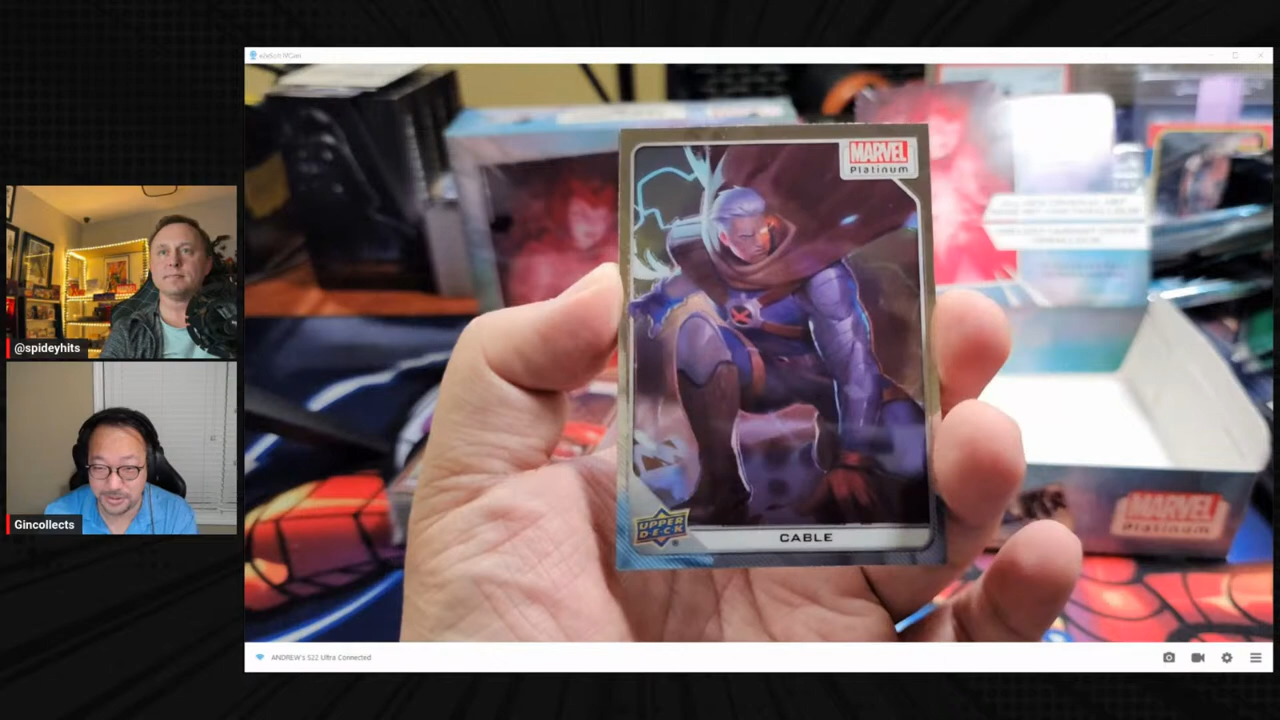 MARVEL
Platinum
UPPER
DECK
CABLE
MARVEL
Platinum
@spideyhits
Gincollects
ANDREW's S22 Ultra Connected